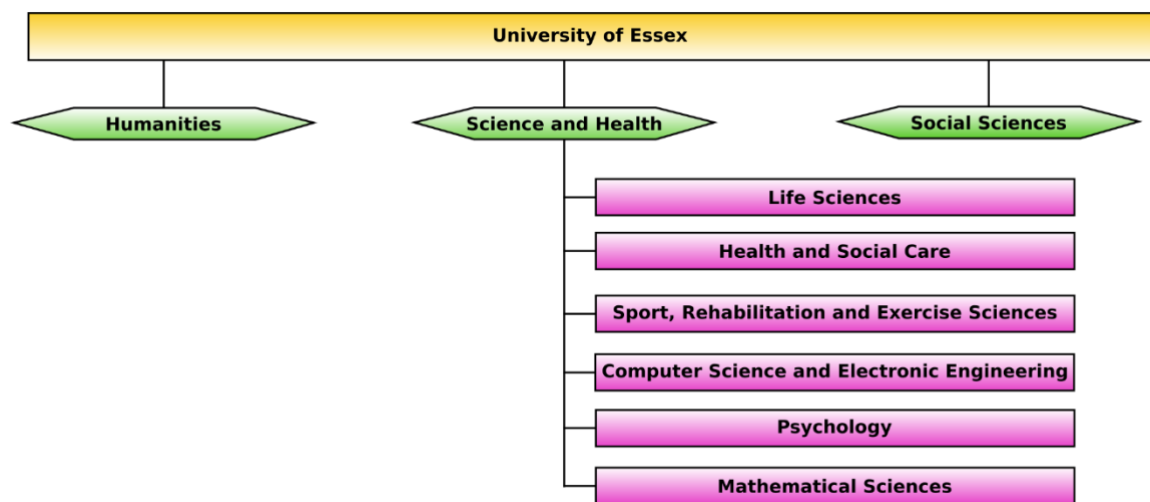 University of Essex
Humanities
Science and Health
Social Sciences
Life Sciences
Health and Social Care
Sport, Rehabilitation and Exercise Sciences
Computer Science and Electronic Engineering
Psychology
Mathematical Sciences